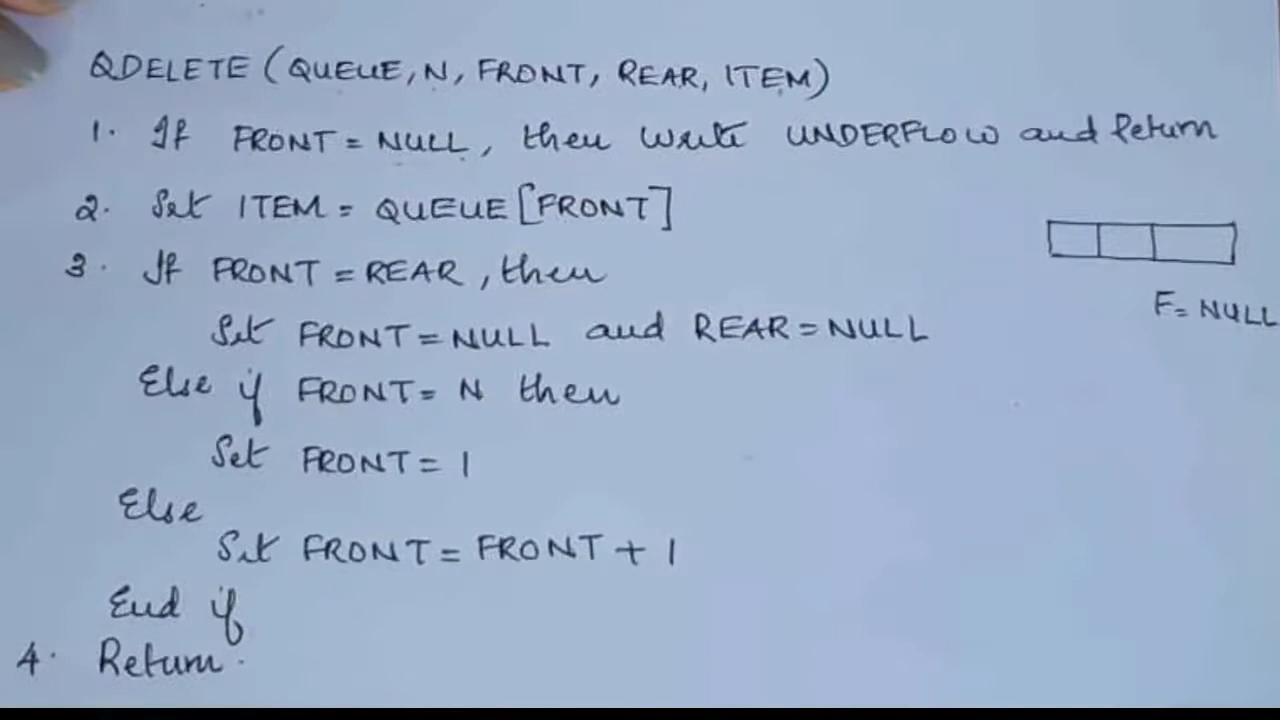 QDELETE (QUEUE, N, FRONT, REAR, ITEM)
1. If FRONT = NULL, then write UNDERFLOW and Return
2. Set ITEM = QUEUE [FRONT]
3. If FRONT = REAR, then
Set FRONT = NULL and REAR = NULL
F = NULL
Else if FRONT = N then
Set FRONT = 1
Else
Set FRONT = FRONT + 1
End if
4. Return.